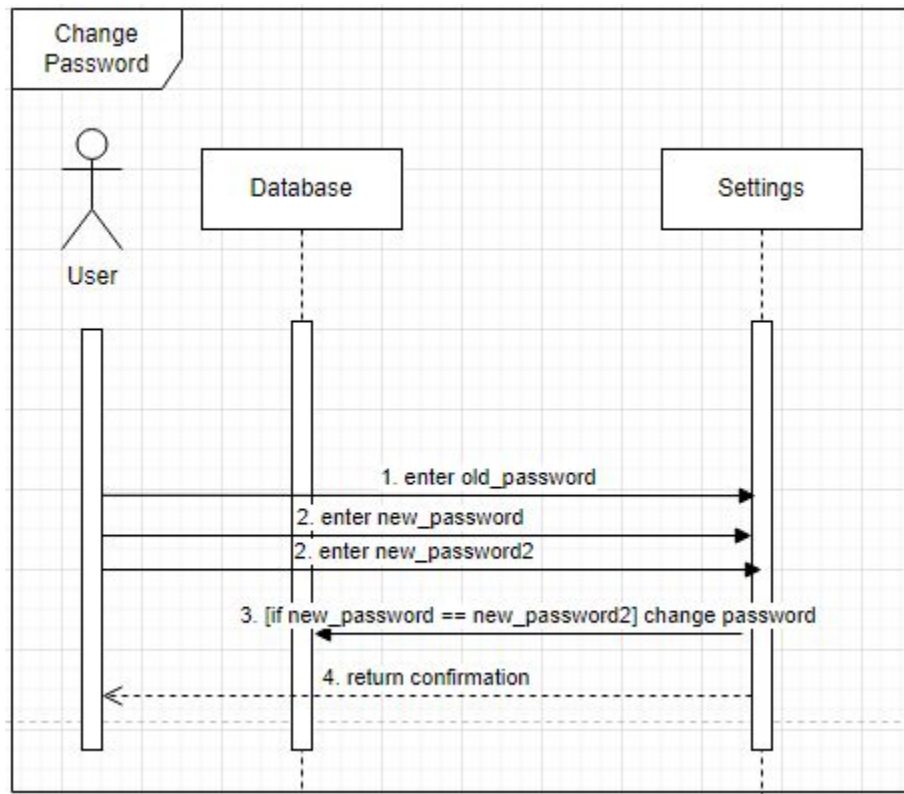 Change
Password
Database
Settings
User
1. enter old_password
2. enter new_password
2. enter new_password2
3. [if new_password == new_password2] change password
4. return confirmation